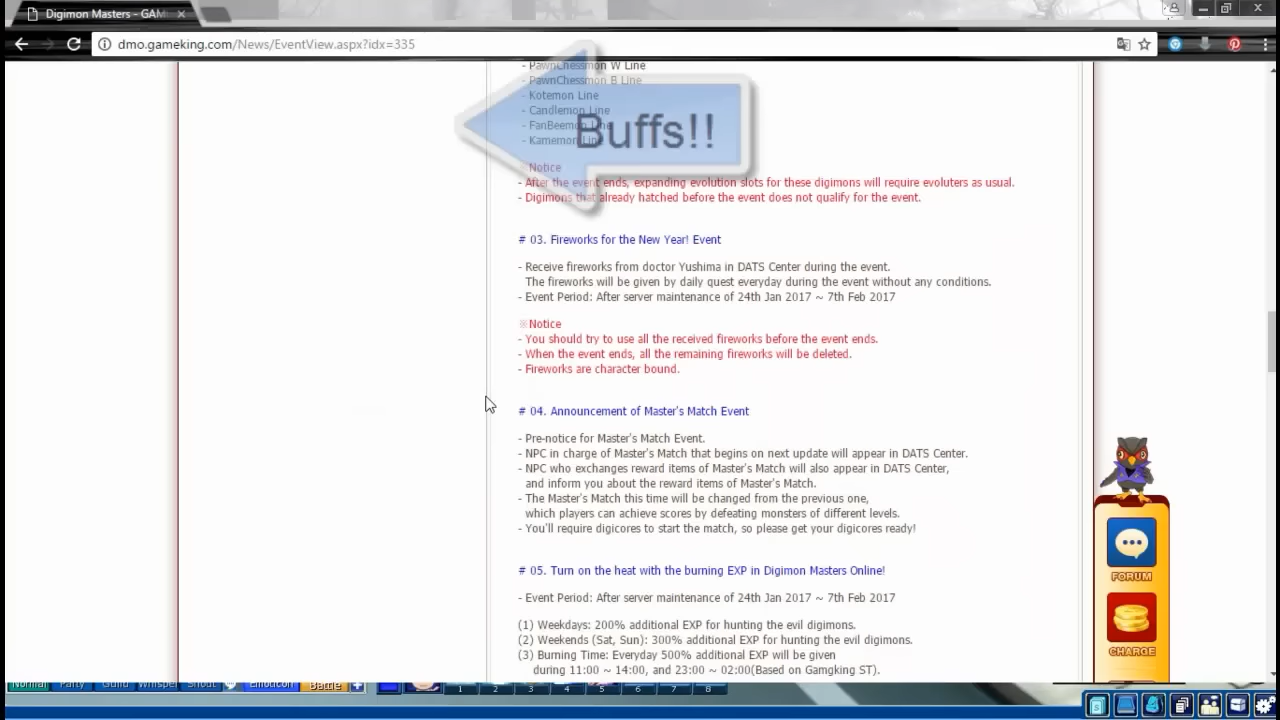 Digimon Masters - GAM
dmo.gameking.com/News/EventView.aspx?idx=335
- PawnChessmon W Line
- PawnChessmon B Line
- Kotemon Line
- Candlemon Line
- FanBeemon Line
- Kamemon Line
Buffs!!
Notice
- After the event ends, expanding evolution slots for these digimons will require evoluters as usual.
- Digimons that already hatched before the event does not qualify for the event.
# 03. Fireworks for the New Year! Event
- Receive fireworks from doctor Yushima in DATS Center during the event.
The fireworks will be given by daily quest everyday during the event without any conditions.
- Event Period: After server maintenance of 24th Jan 2017 ~ 7th Feb 2017
※Notice
- You should try to use all the received fireworks before the event ends.
- When the event ends, all the remaining fireworks will be deleted.
- Fireworks are character bound.
# 04. Announcement of Master's Match Event
- Pre-notice for Master's Match Event.
- NPC in charge of Master's Match that begins on next update will appear in DATS Center.
- NPC who exchanges reward items of Master's Match will also appear in DATS Center,
and inform you about the reward items of Master's Match.
- The Master's Match this time will be changed from the previous one,
which players can achieve scores by defeating monsters of different levels.
- You'll require digicores to start the match, so please get your digicores ready!
# 05. Turn on the heat with the burning EXP in Digimon Masters Online!
- Event Period: After server maintenance of 24th Jan 2017 ~ 7th Feb 2017
(1) Weekdays: 200% additional EXP for hunting the evil digimons.
(2) Weekends (Sat, Sun): 300% additional EXP for hunting the evil digimons.
(3) Burning Time: Everyday 500% additional EXP will be given
during 11:00 ~ 14:00, and 23:00 ~ 02:00(Based on Gamgking ST).
FORUM
CHARGE
Normal Party Guild Whisper Shout Emoticon Battle
1 2 3 4 5 6 7 8